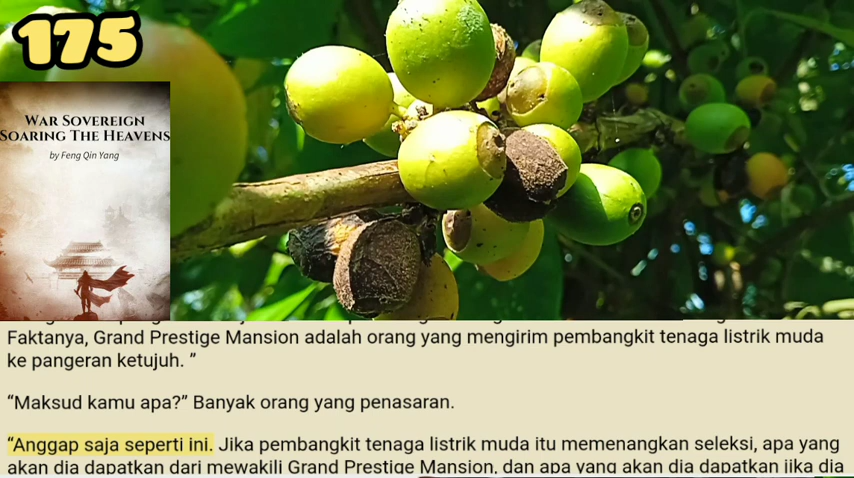 175
WAR SOVEREIGN
SOARING THE HEAVENS
by Feng Qin Yang
Faktanya, Grand Prestige Mansion adalah orang yang mengirim pembangkit tenaga listrik muda
ke pangeran ketujuh. ”
“Maksud kamu apa?” Banyak orang yang penasaran.
“Anggap saja seperti ini. Jika pembangkit tenaga listrik muda itu memenangkan seleksi, apa yang
akan dia dapatkan dari mewakili Grand Prestige Mansion, dan apa yang akan dia dapatkan jika dia